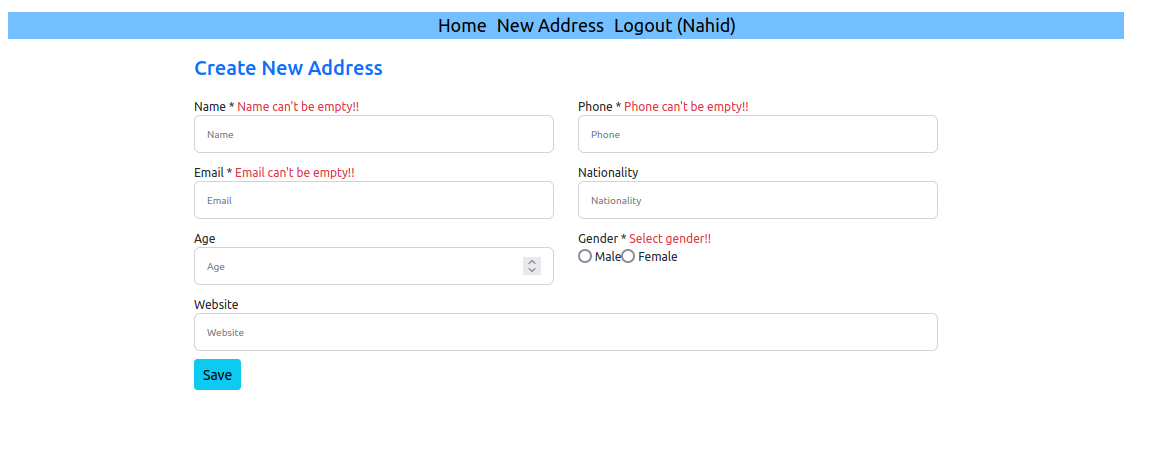 Home New Address Logout (Nahid)
Create New Address
Name * Name can't be empty!!
Phone * Phone can't be empty!!
Name
Phone
Email * Email can't be empty!!
Nationality
Email
Nationality
Age
Gender * Select gender!!
Age
Male Female
Website
Website
Save